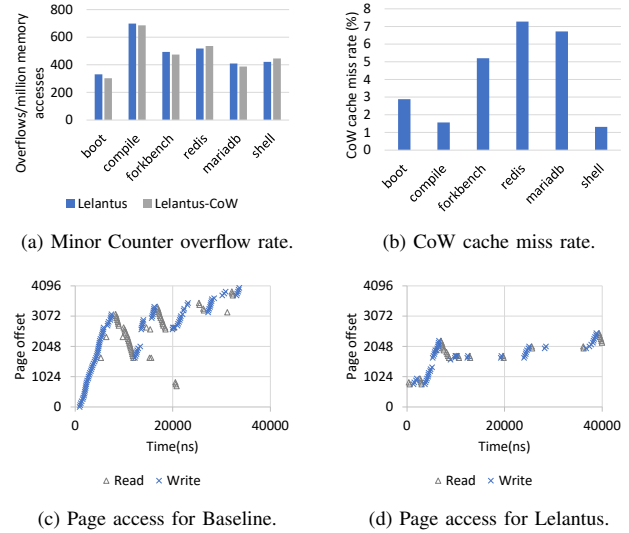 Overflows/million memory
accesses
800
600
400
200
0
boot
compile
forkbench
redis
mariadb
shell
Lelantus
Lelantus-CoW
(a) Minor Counter overflow rate.
CoW cache miss rate (%)
8
7
6
5
4
3
2
1
0
boot
compile
forkbench
redis
mariadb
shell
(b) CoW cache miss rate.
Page offset
4096
3072
2048
1024
0
0
20000
40000
Time(ns)
Read
Write
(c) Page access for Baseline.
Page offset
4096
3072
2048
1024
0
0
20000
40000
Time(ns)
Read
Write
(d) Page access for Lelantus.